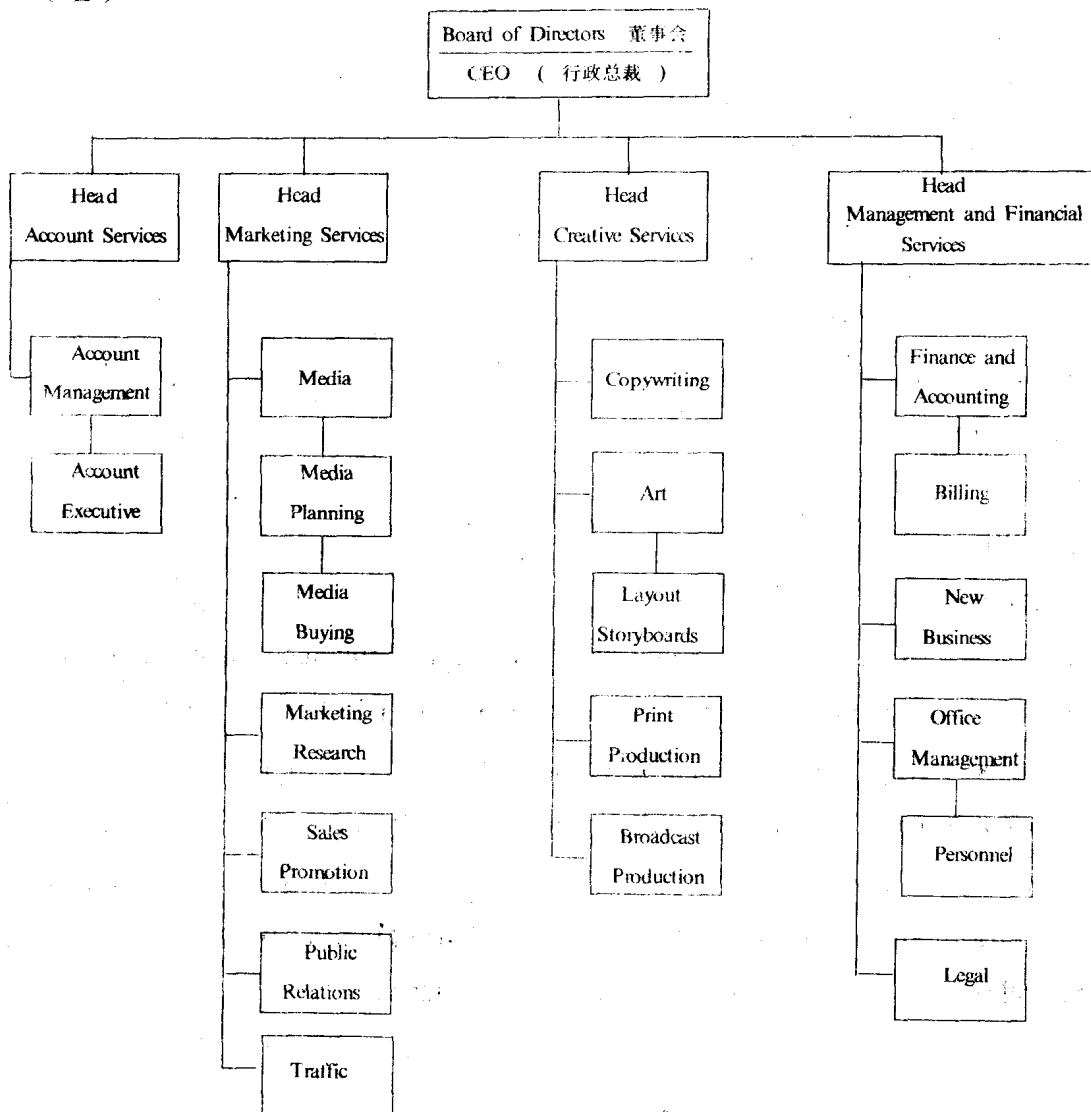 Board of Directors 董事会
CEO ( 行政总裁 )
Head
Account Services
Head
Marketing Services
Head
Creative Services
Head
Management and Financial
Services
Account
Management
Account
Executive
Media
Media
Planning
Media
Buying
Marketing
Research
Sales
Promotion
Public
Relations
Traffic
Copywriting
Art
Layout
Storyboards
Print
Production
Broadcast
Production
Finance and
Accounting
Billing
New
Business
Office
Management
Personnel
Legal